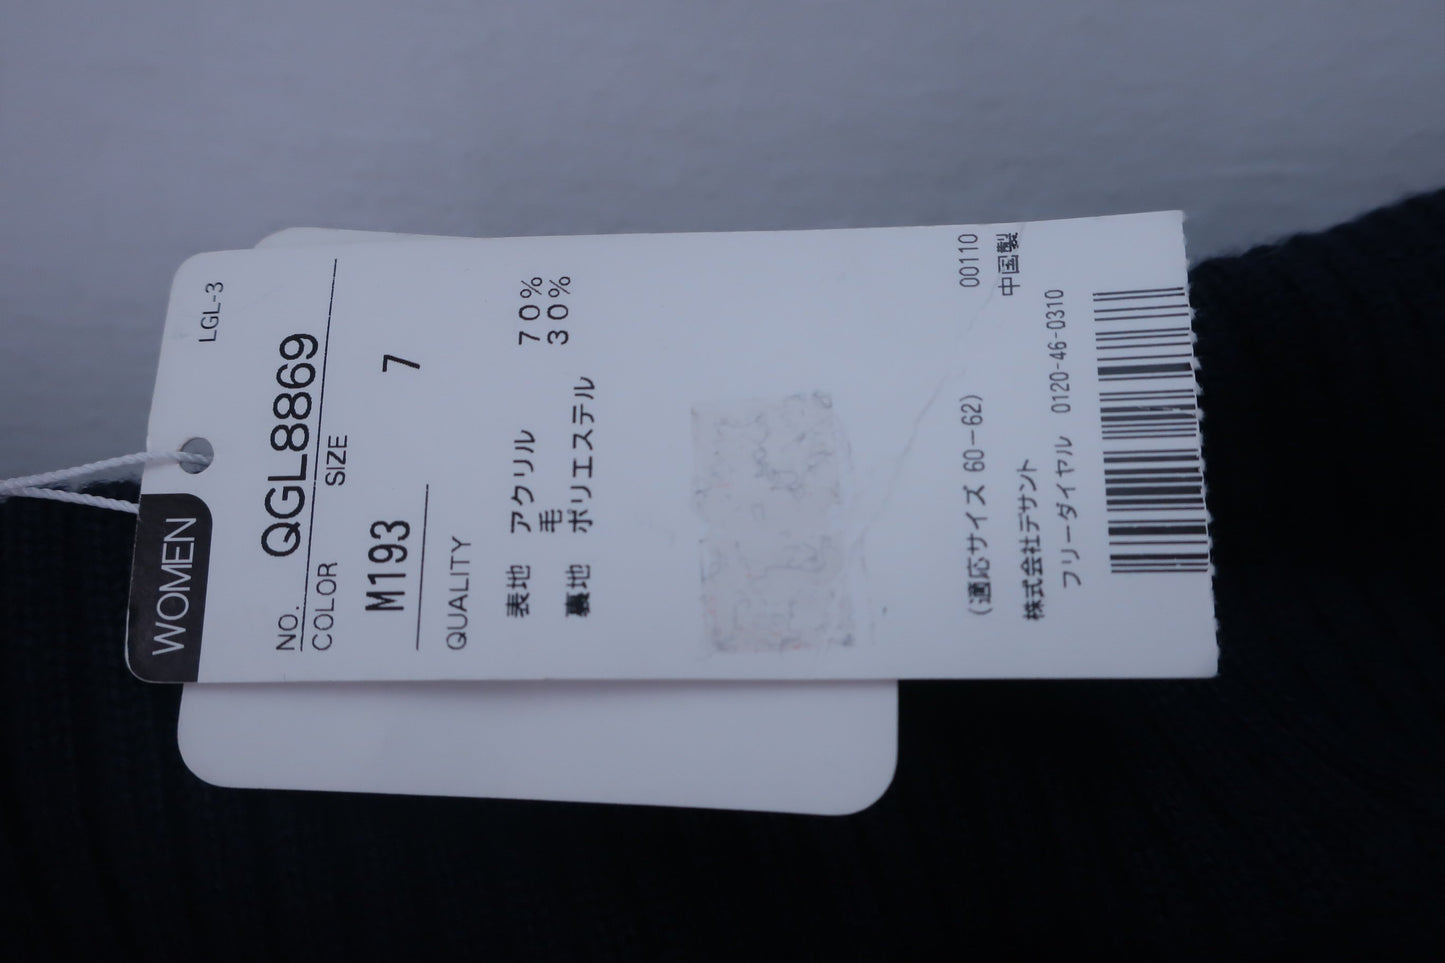 LGL-3
WOMEN
NO. QGL8869
COLOR SIZE
M193 7
QUALITY
表地 アクリル 70%
毛 30%
裏地 ポリエステル
(適応サイズ 60-62) 00110
株式会社デサント 中国製
フリーダイヤル 0120-46-0310